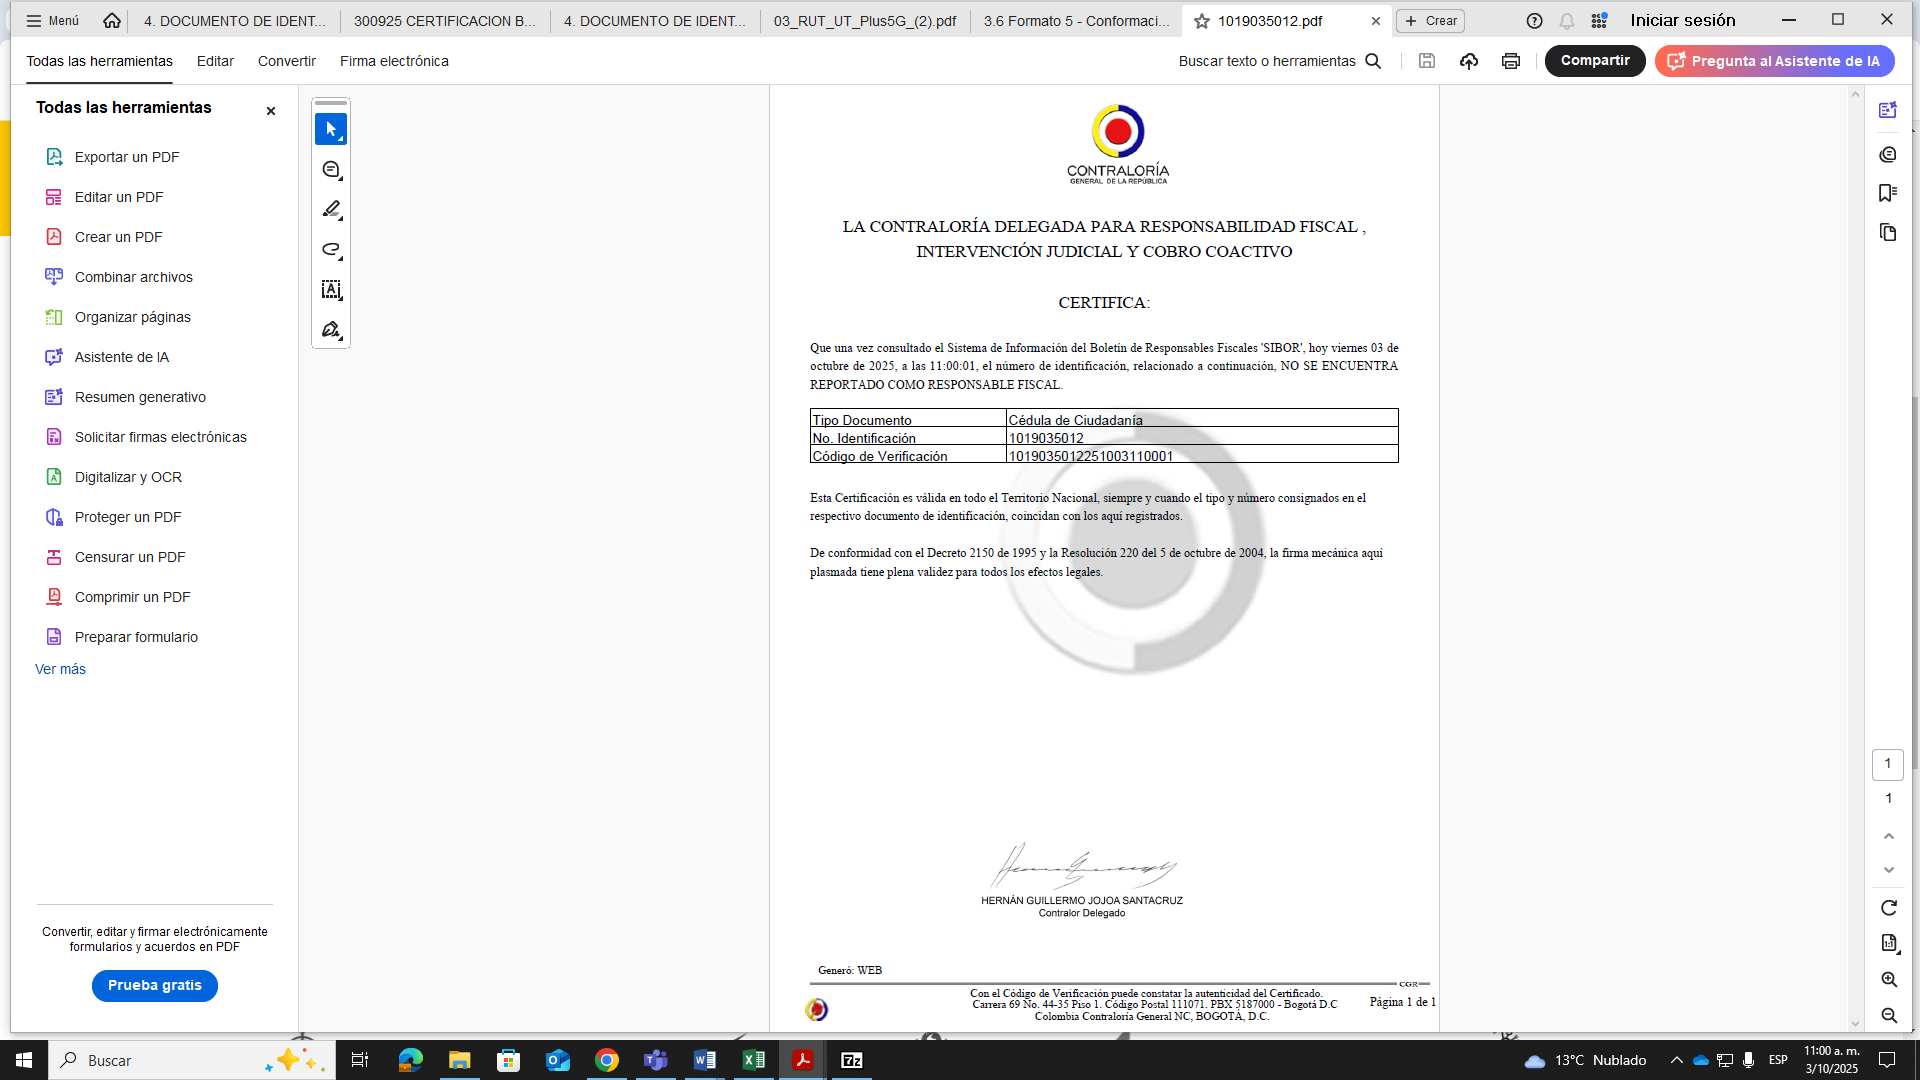 4. DOCUMENTO DE IDENT...
300925 CERTIFICACION B...
4. DOCUMENTO DE IDENT...
03_RUT_UT_Plus5G_(2).pdf
3.6 Formato 5 - Conformaci...
1019035012.pdf
Crear
Iniciar sesión
Menú
Todas las herramientas
Editar
Convertir
Firma electrónica
Buscar texto o herramientas
Compartir
Pregunta al Asistente de IA
Todas las herramientas
Exportar un PDF
Editar un PDF
Crear un PDF
Combinar archivos
Organizar páginas
Asistente de IA
Resumen generativo
Solicitar firmas electrónicas
Digitalizar y OCR
Proteger un PDF
Censurar un PDF
Comprimir un PDF
Preparar formulario
Ver más
Convertir, editar y firmar electrónicamente
formularios y acuerdos en PDF
Prueba gratis
CONTRALORÍA
GENERAL DE LA REPÚBLICA
LA CONTRALORÍA DELEGADA PARA RESPONSABILIDAD FISCAL ,
INTERVENCIÓN JUDICIAL Y COBRO COACTIVO
CERTIFICA:
Que una vez consultado el Sistema de Información del Boletín de Responsables Fiscales 'SIBOR', hoy viernes 03 de
octubre de 2025, a las 11:00:01, el número de identificación, relacionado a continuación, NO SE ENCUENTRA
REPORTADO COMO RESPONSABLE FISCAL.
Tipo Documento Cédula de Ciudadanía
No. Identificación 1019035012
Código de Verificación 1019035012251003110001
Esta Certificación es válida en todo el Territorio Nacional, siempre y cuando el tipo y número consignados en el
respectivo documento de identificación, coincidan con los aquí registrados.
De conformidad con el Decreto 2150 de 1995 y la Resolución 220 del 5 de octubre de 2004, la firma mecánica aquí
plasmada tiene plena validez para todos los efectos legales.
HERNÁN GUILLERMO JOJOA SANTACRUZ
Contralor Delegado
Generó: WEB
CGR
Con el Código de Verificación puede constatar la autenticidad del Certificado.
Carrera 69 No. 44-35 Piso 1. Código Postal 111071. PBX 5187000 - Bogotá D.C
Colombia Contraloría General NC, BOGOTÁ, D.C.
Página 1 de 1
1
1
Buscar
13°C Nublado
ESP
11:00 a. m.
3/10/2025